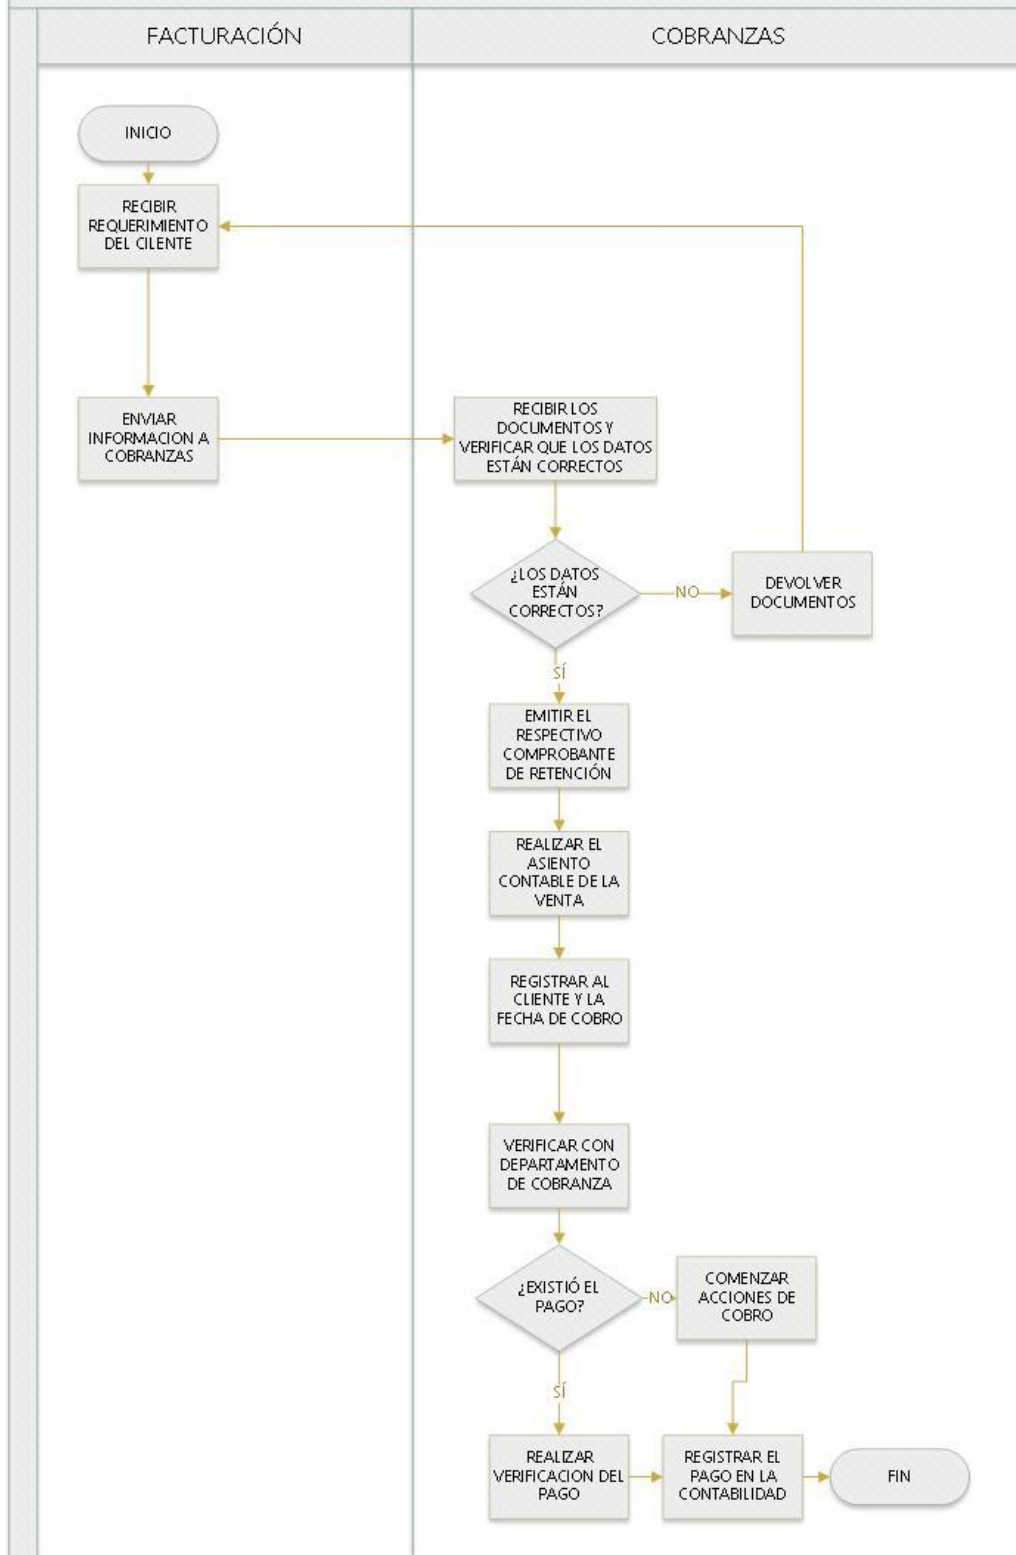 FACTURACIÓN
COBRANZAS
INICIO
RECIBIR
REQUERIMIENTO
DEL CILENTE
ENVIAR
INFORMACION A
COBRANZAS
RECIBIR LOS
DOCUMENTOS Y
VERIFICAR QUE LOS DATOS
ESTÁN CORRECTOS
¿LOS DATOS
ESTÁN
CORRECTOS?
NO
DEVOLVER
DOCUMENTOS
SÍ
EMITIR EL
RESPECTIVO
COMPROBANTE
DE RETENCIÓN
REALIZAR EL
ASIENTO
CONTABLE DE LA
VENTA
REGISTRAR AL
CLIENTE Y LA
FECHA DE COBRO
VERIFICAR CON
DEPARTAMENTO
DE COBRANZA
¿EXISTIÓ EL
PAGO?
NO
COMENZAR
ACCIONES DE
COBRO
SÍ
REALIZAR
VERIFICACION DEL
PAGO
REGISTRAR EL
PAGO EN LA
CONTABILIDAD
FIN